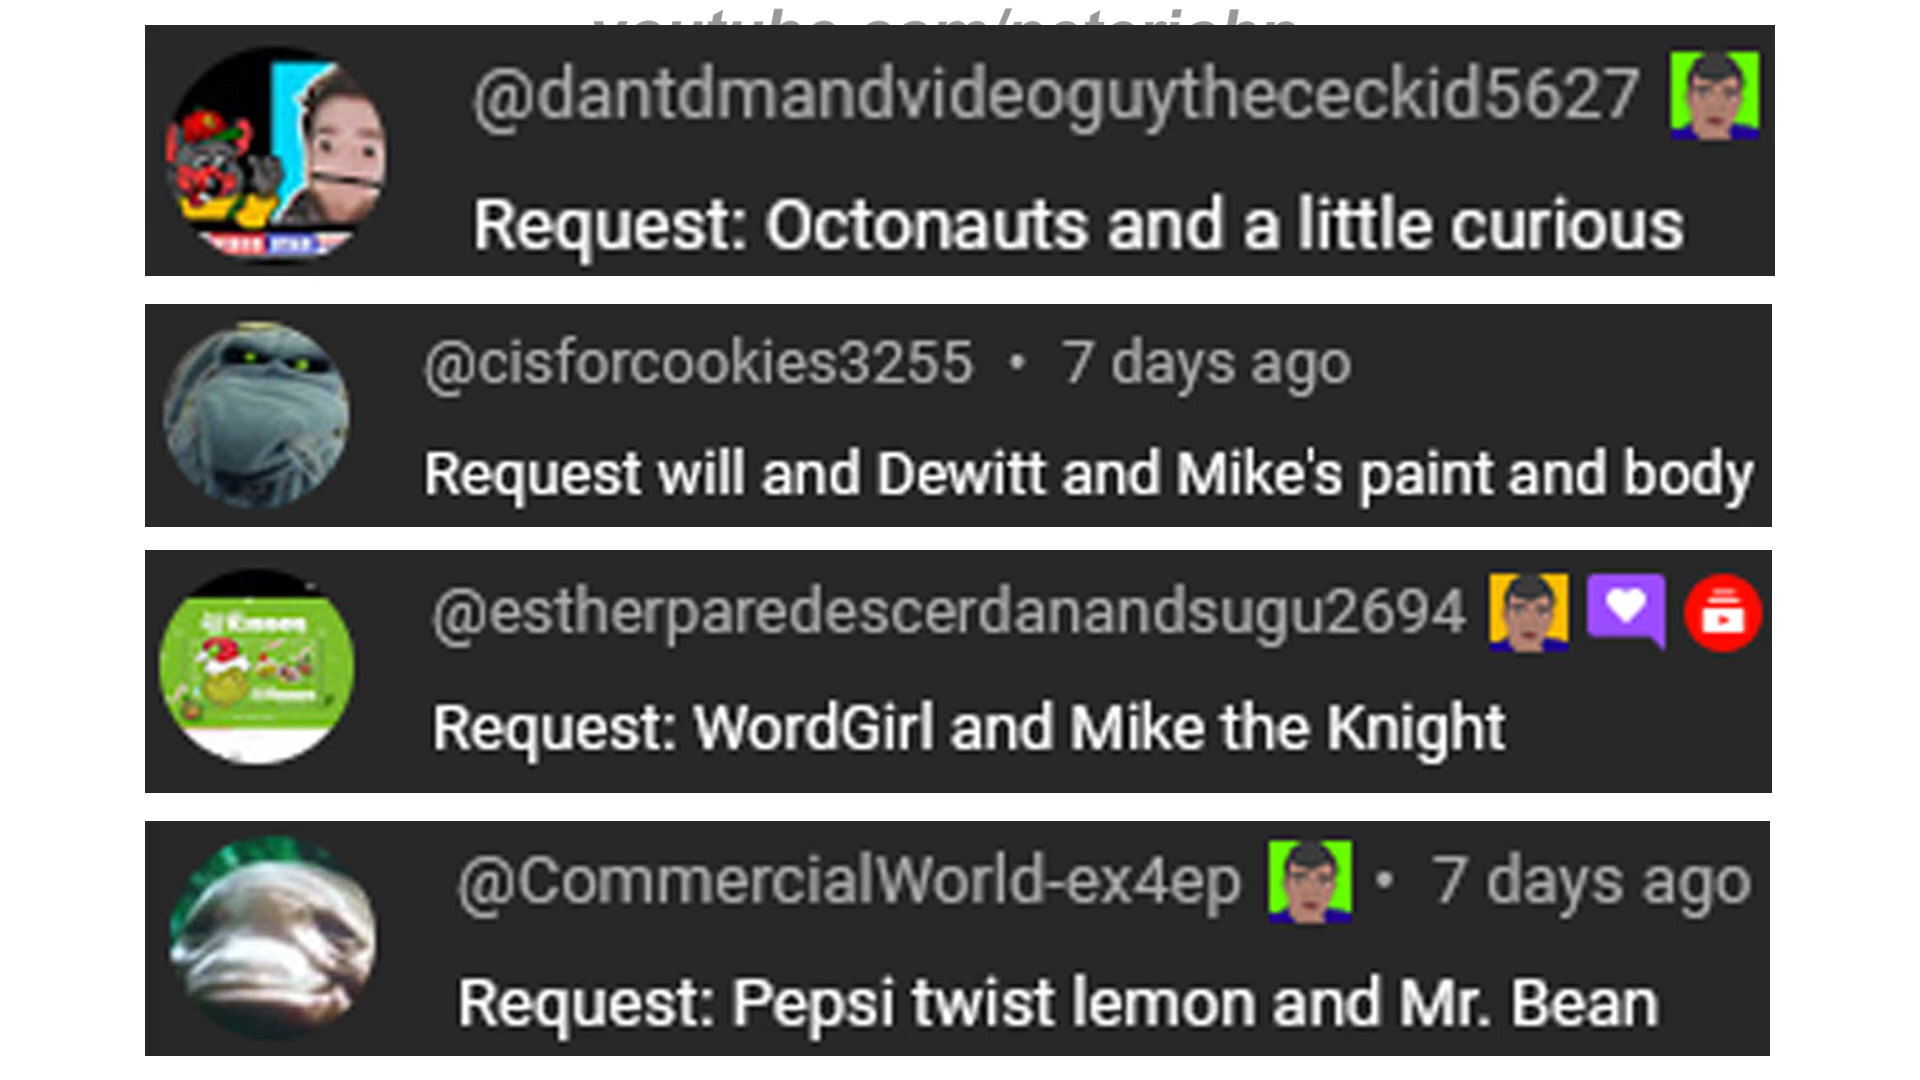 @dantdmandvideoguythececkid5627
Request: Octonauts and a little curious
@cisforcookies3255 • 7 days ago
Request will and Dewitt and Mike's paint and body
@estherparedescerdanandsugu2694
Request: WordGirl and Mike the Knight
@CommercialWorld-ex4ep • 7 days ago
Request: Pepsi twist lemon and Mr. Bean